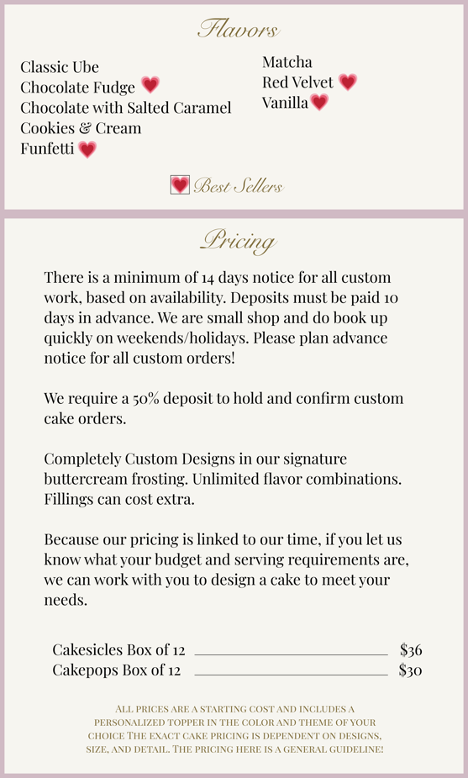 Flavors
Classic Ube
Chocolate Fudge
Chocolate with Salted Caramel
Cookies & Cream
Funfetti
Matcha
Red Velvet
Vanilla
Best Sellers
Pricing
There is a minimum of 14 days notice for all custom
work, based on availability. Deposits must be paid 10
days in advance. We are small shop and do book up
quickly on weekends/holidays. Please plan advance
notice for all custom orders!
We require a 50% deposit to hold and confirm custom
cake orders.
Completely Custom Designs in our signature
buttercream frosting. Unlimited flavor combinations.
Fillings can cost extra.
Because our pricing is linked to our time, if you let us
know what your budget and serving requirements are,
we can work with you to design a cake to meet your
needs.
Cakesicles Box of 12 $36
Cakepops Box of 12 $30
All prices are a starting cost and includes a
personalized topper in the color and theme of your
choice The exact cake pricing is dependent on designs,
size, and detail. The pricing here is a general guideline!